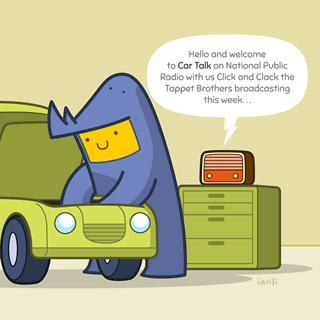 Hello and welcome
to Car Talk on National Public
Radio with us Click and Clack the
Tappet Brothers broadcasting
this week...
ian§i